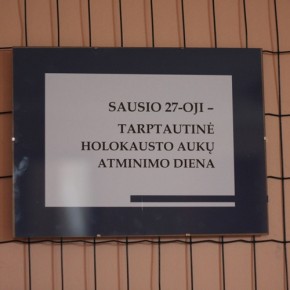 SAUSIO 27-OJI –
TARPTAUTINĖ
HOLOKAUSTO AUKŲ
ATMINIMO DIENA